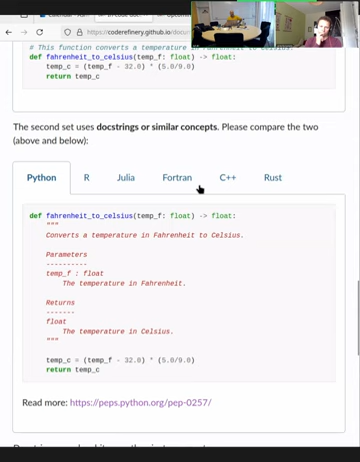 https://coderefinery.github.io/docu
# This function converts a temperature in Fahrenheit to Celsius.
def fahrenheit_to_celsius(temp_f: float) -> float:
temp_c = (temp_f - 32.0) * (5.0/9.0)
return temp_c
The second set uses docstrings or similar concepts. Please compare the two
(above and below):
Python R Julia Fortran C++ Rust
def fahrenheit_to_celsius(temp_f: float) -> float:
"""
Converts a temperature in Fahrenheit to Celsius.
Parameters
----------
temp_f : float
The temperature in Fahrenheit.
Returns
-------
float
The temperature in Celsius.
"""
temp_c = (temp_f - 32.0) * (5.0/9.0)
return temp_c
Read more: https://peps.python.org/pep-0257/